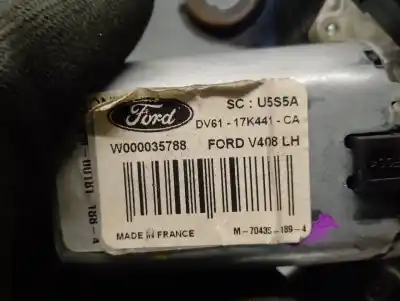 Ford
SC : U5S5A
DV61 - 17K441 - CA
W000035788
FORD V408 LH
MADE IN FRANCE
M-70435-189-4